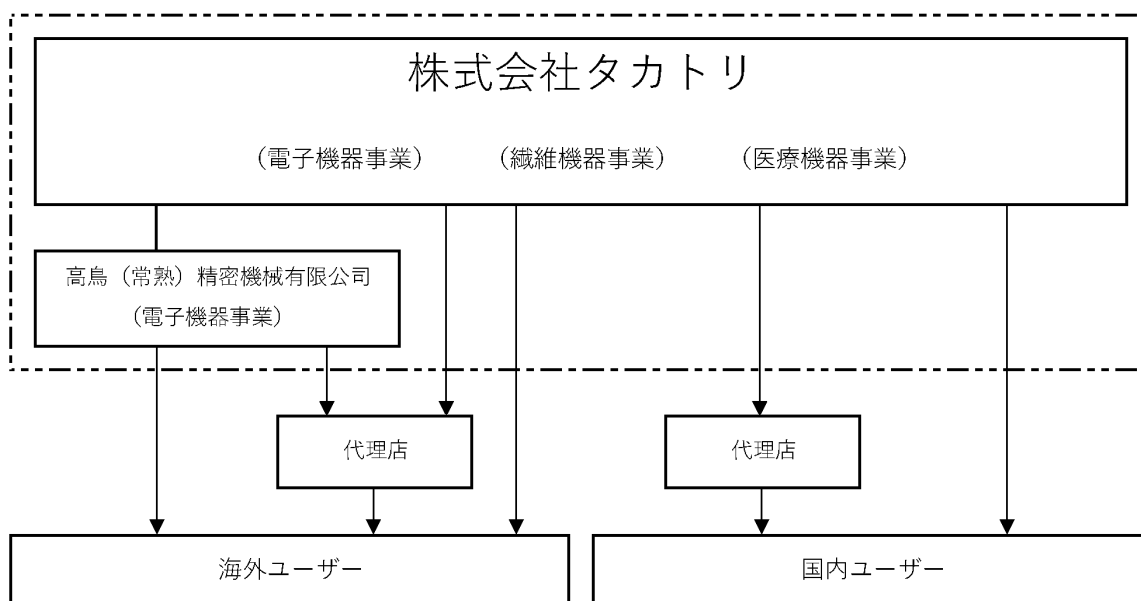 株式会社タカトリ
（電子機器事業） （繊維機器事業） （医療機器事業）
高鳥（常熟）精密機械有限公司
（電子機器事業）
代理店 代理店
海外ユーザー 国内ユーザー